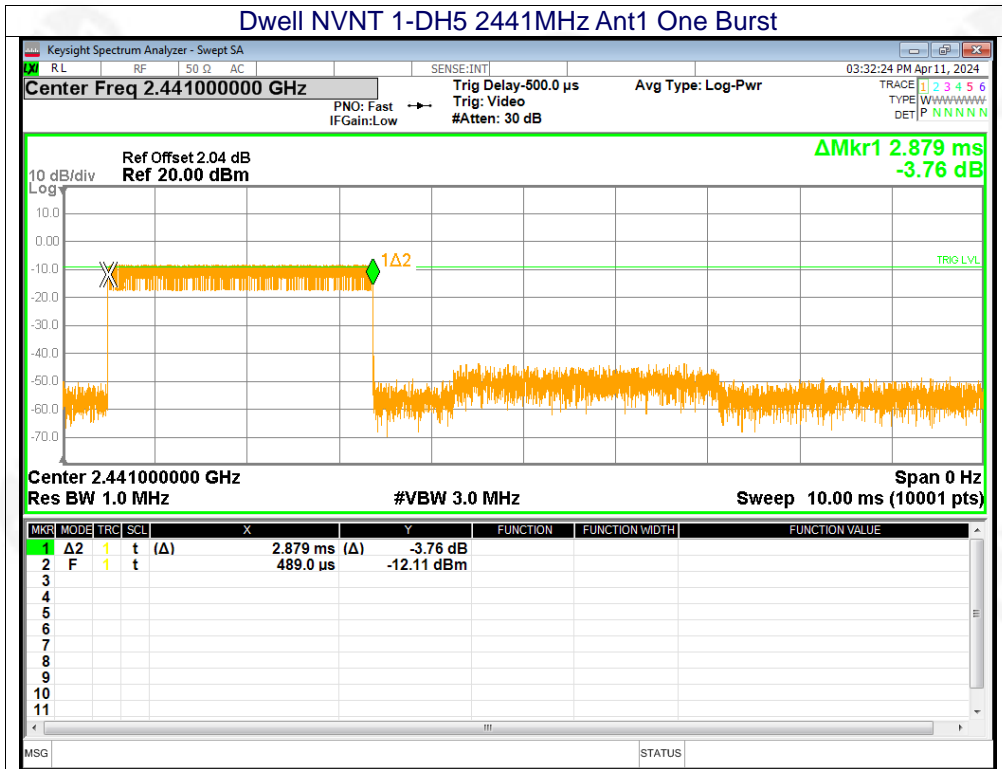 Dwell NVNT 1-DH5 2441MHz Ant1 One Burst
Keysight Spectrum Analyzer - Swept SA
LXI RL RF 50 Ω AC SENSE:INT 03:32:24 PM Apr 11, 2024
Center Freq 2.441000000 GHz
PNO: Fast
IFGain:Low
Trig Delay-500.0 µs
Trig: Video
#Atten: 30 dB
Avg Type: Log-Pwr
TRACE 1 2 3 4 5 6
TYPE WWWWWWW
DET P N N N N N
Ref Offset 2.04 dB
10 dB/div Ref 20.00 dBm
Log
ΔMkr1 2.879 ms
-3.76 dB
10.0
0.00
-10.0
-20.0
-30.0
-40.0
-50.0
-60.0
-70.0
1Δ2
TRIG LVL
Center 2.441000000 GHz Span 0 Hz
Res BW 1.0 MHz #VBW 3.0 MHz Sweep 10.00 ms (10001 pts)
MKR MODE TRC SCL X Y FUNCTION FUNCTION WIDTH FUNCTION VALUE
1 Δ2 1 t (Δ) 2.879 ms (Δ) -3.76 dB
2 F 1 t 489.0 µs -12.11 dBm
3
4
5
6
7
8
9
10
11
MSG STATUS